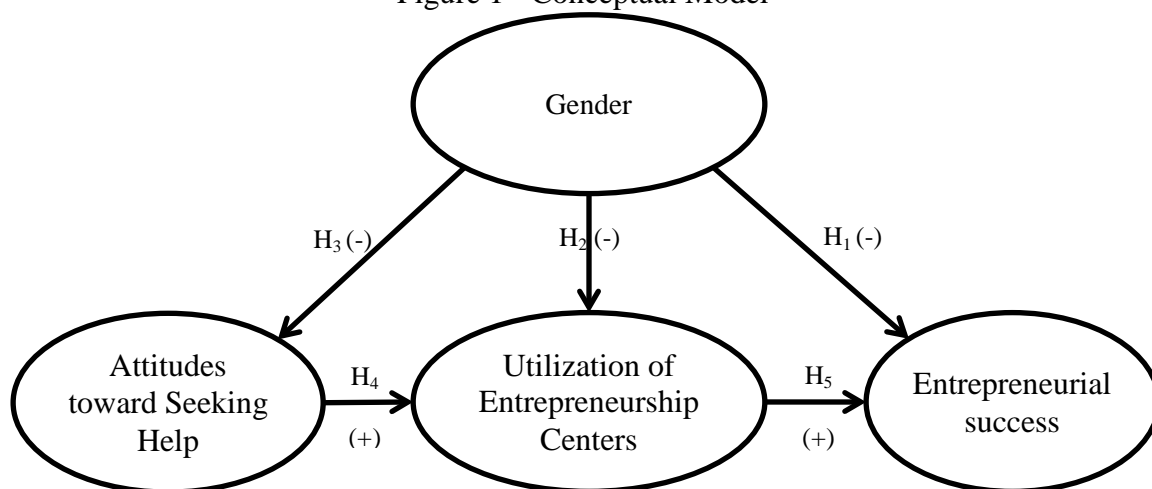 Figure 1 - Conceptual Model
Gender
H₃ (-)
H₂ (-)
H₁ (-)
Attitudes
toward Seeking
Help
H₄
(+)
Utilization of
Entrepreneurship
Centers
H₅
(+)
Entrepreneurial
success